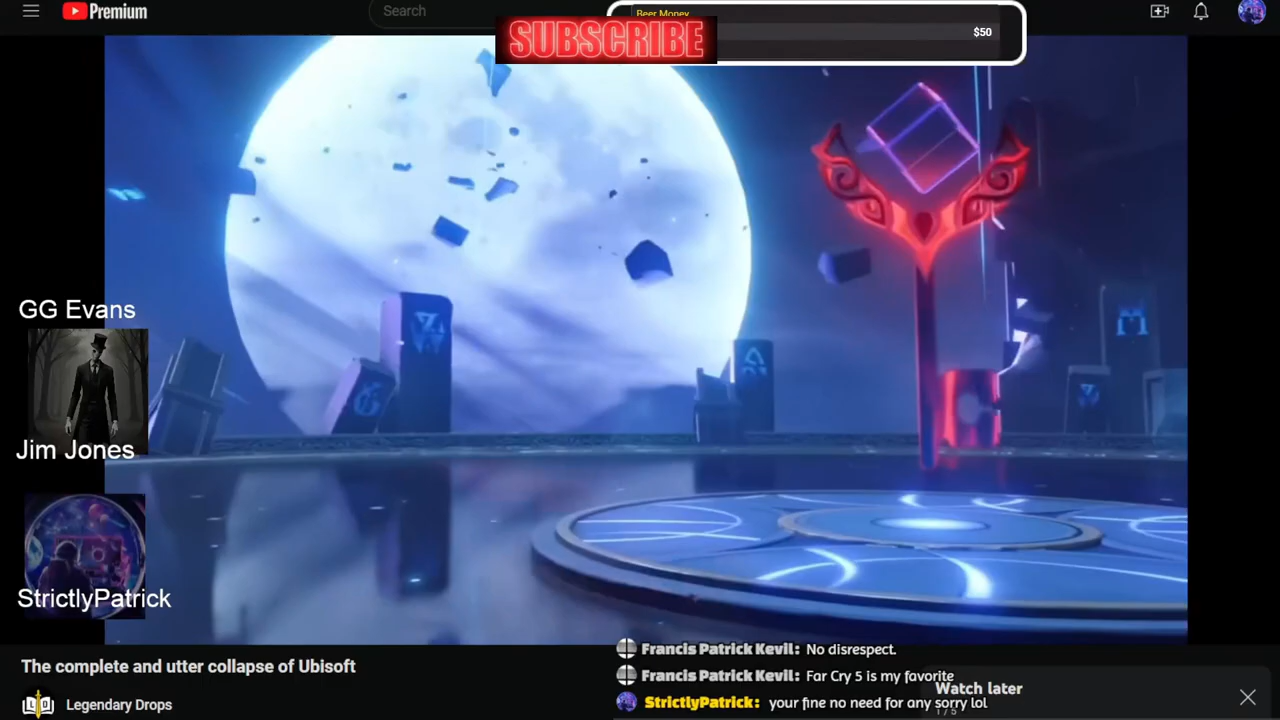 Premium
Search
Beer Money
SUBSCRIBE
$50
GG Evans
Jim Jones
StrictlyPatrick
Francis Patrick Kevil: No disrespect.
Francis Patrick Kevil: Far Cry 5 is my favorite
StrictlyPatrick: your fine no need for any sorry lol
The complete and utter collapse of Ubisoft
Legendary Drops
Watch later
1 / 5